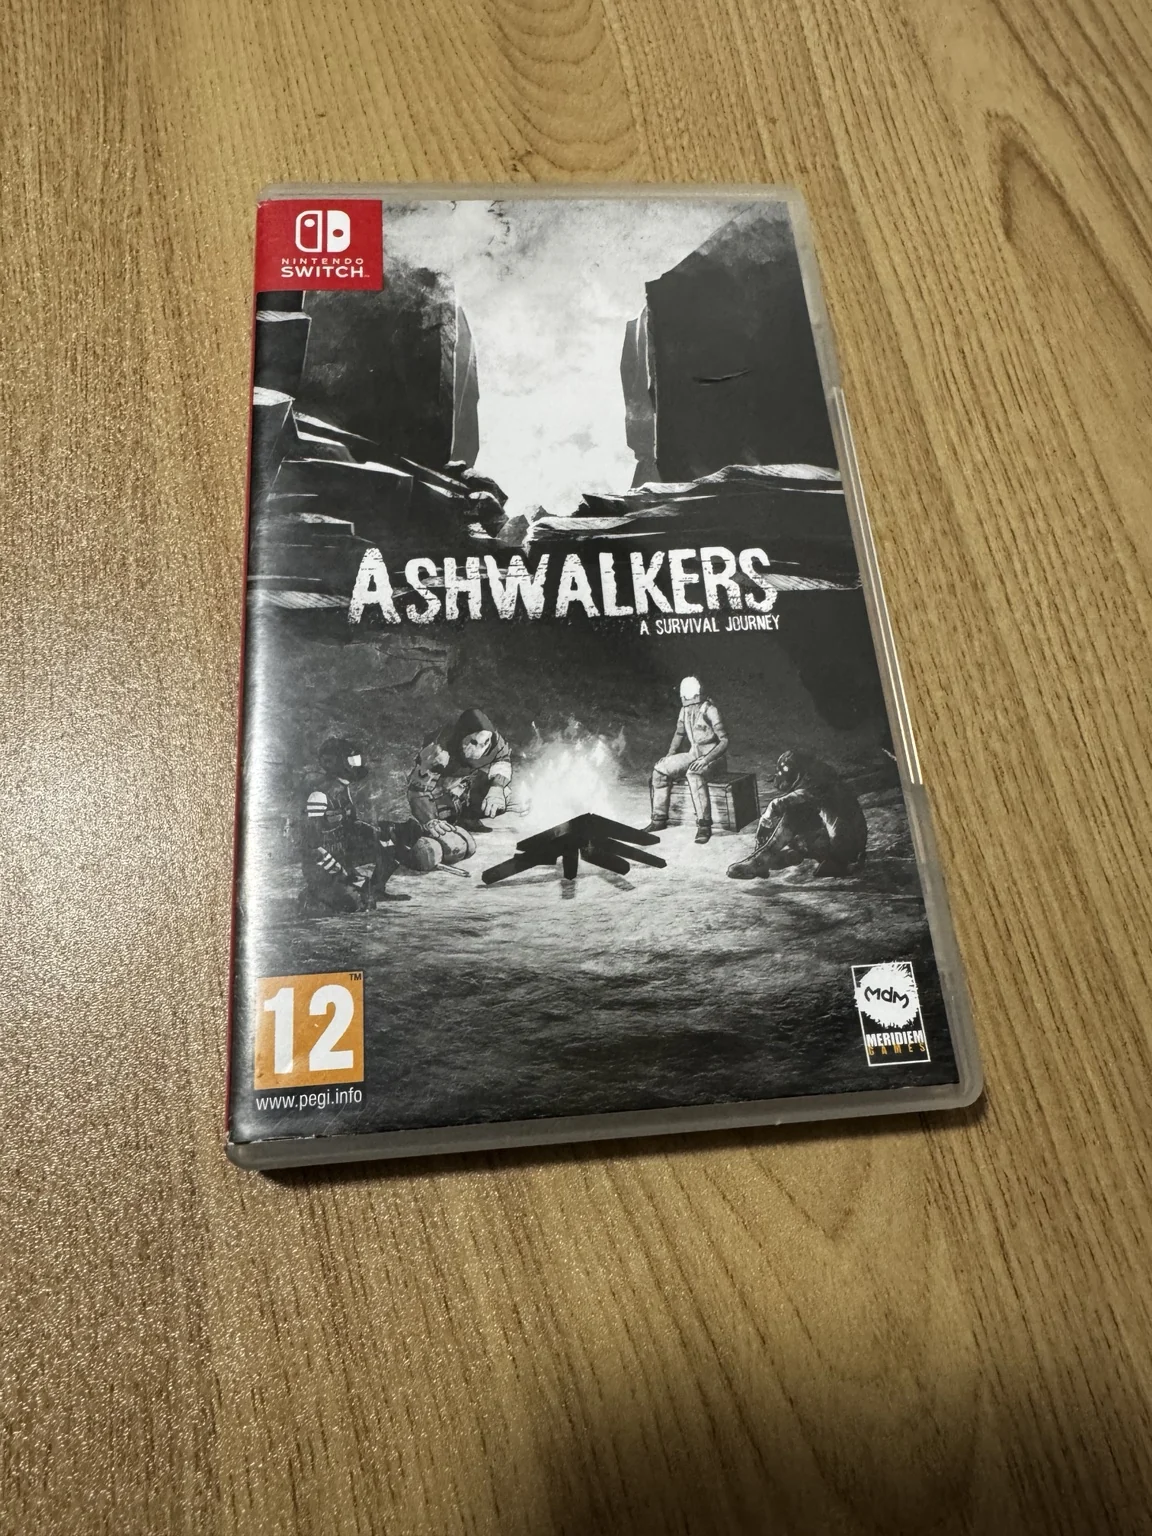 NINTENDO
SWITCH
ASHWALKERS
A SURVIVAL JOURNEY
12
TM
www.pegi.info
MdM
MERIDIEM
GAMES